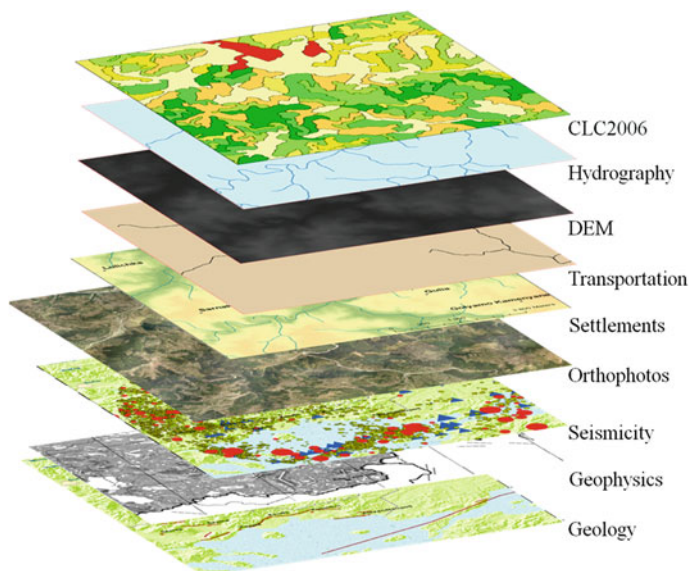 CLC2006
Hydrography
DEM
Transportation
Settlements
Orthophotos
Seismicity
Geophysics
Geology